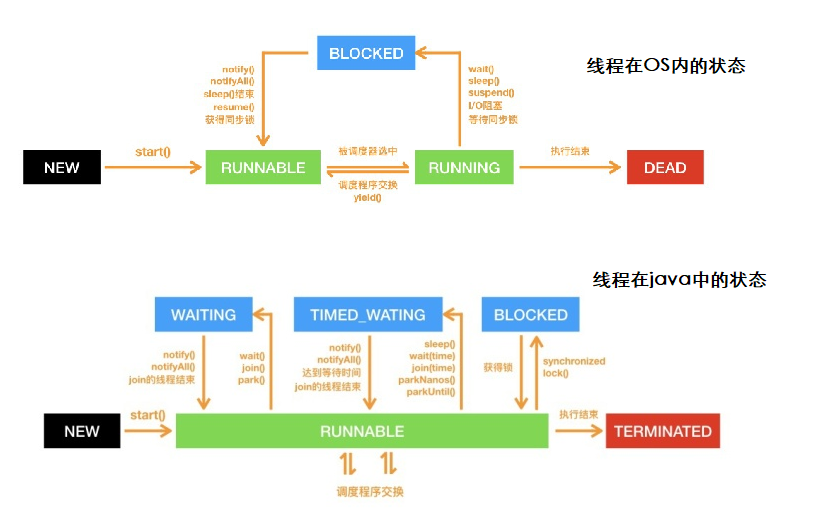 BLOCKED
线程在OS内的状态
notify()
notifyAll()
sleep()结束
resume()
获得同步锁
wait()
sleep()
suspend()
I/O阻塞
等待同步锁
NEW
start()
RUNNABLE
被调度器选中
调度程序交换
yield()
RUNNING
执行结束
DEAD
线程在java中的状态
WAITING
TIMED_WATING
BLOCKED
notify()
notifyAll()
join的线程结束
wait()
join()
park()
notify()
notifyAll()
达到等待时间
join的线程结束
sleep()
wait(time)
join(time)
parkNanos()
parkUntil()
获得锁
synchronized
lock()
NEW
start()
RUNNABLE
执行结束
TERMINATED
调度程序交换